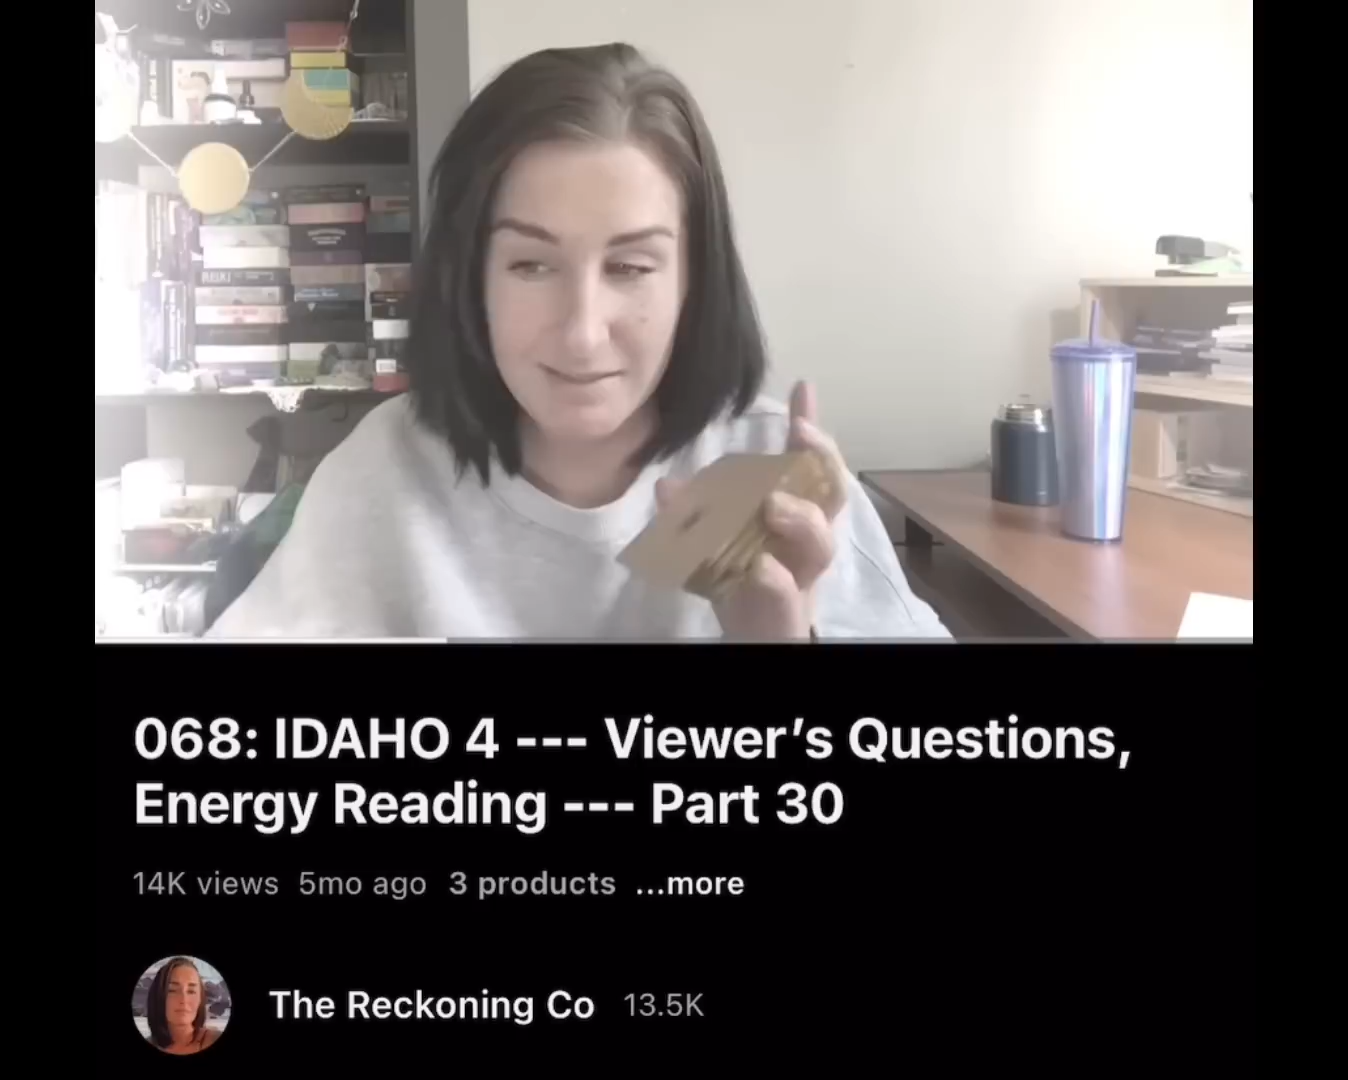 REIKI
068: IDAHO 4 --- Viewer’s Questions,
Energy Reading --- Part 30
14K views 5mo ago 3 products ...more
The Reckoning Co 13.5K